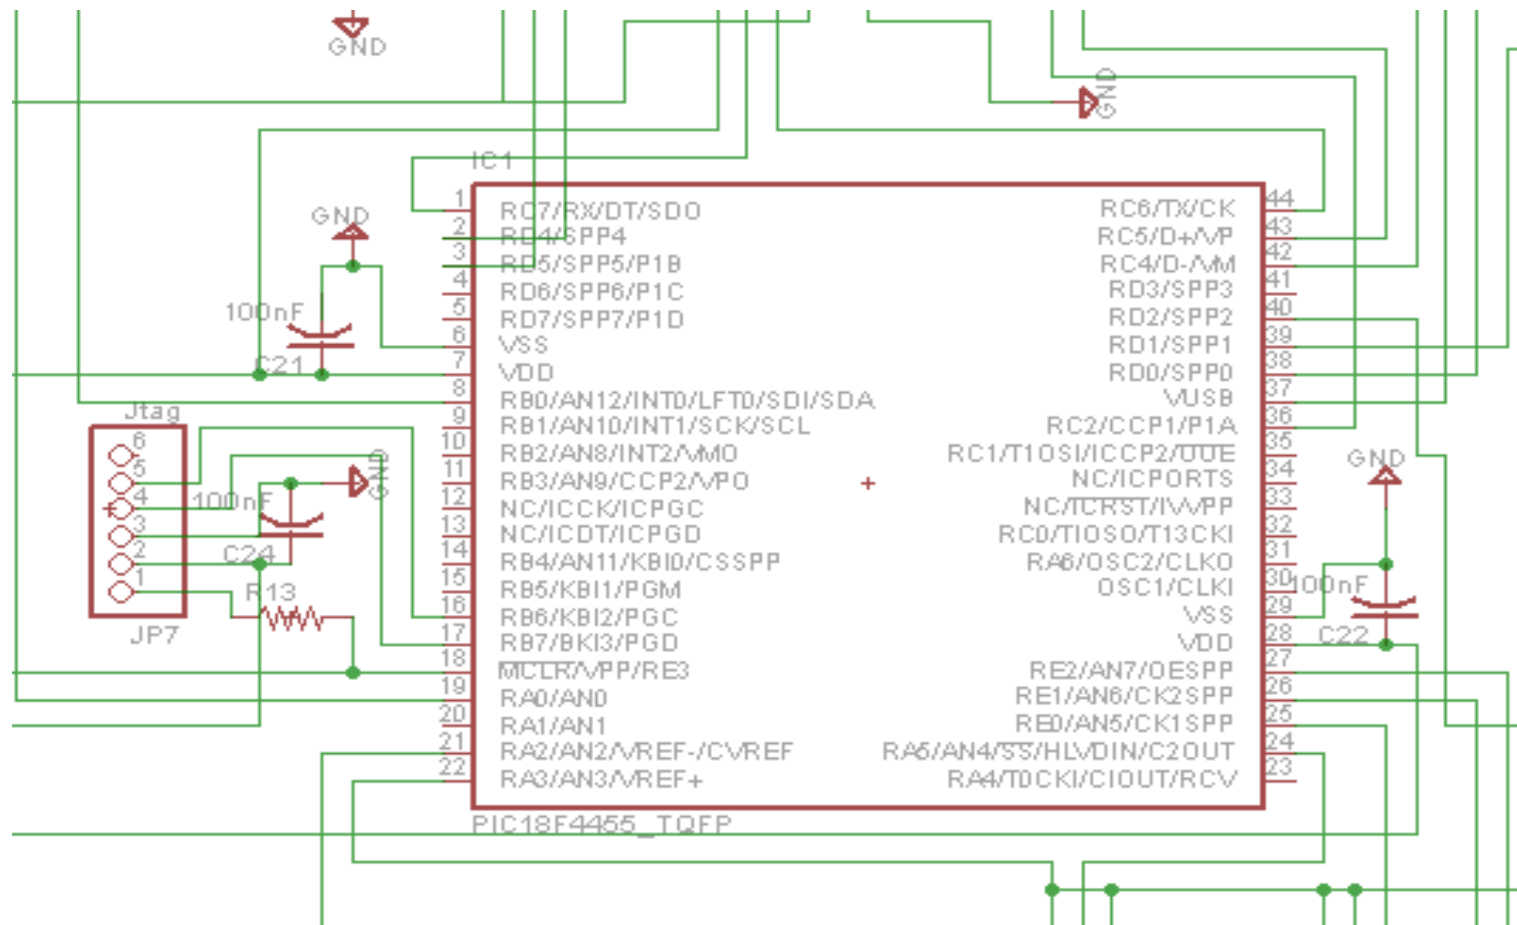 GND
GND
IC1
GND
100nF
C21
Jtag
6
5
4
3
2
1
JP7
100nF
C24
GND
R13
1 RC7/RX/DT/SDO
2 RD4/SPP4
3 RD5/SPP5/P1B
4 RD6/SPP6/P1C
5 RD7/SPP7/P1D
6 VSS
7 VDD
8 RB0/AN12/INT0/LFT0/SDI/SDA
9 RB1/AN10/INT1/SCK/SCL
10 RB2/AN8/INT2/VMO
11 RB3/AN9/CCP2/VPO
12 NC/ICCK/ICPGC
13 NC/ICDT/ICPGD
14 RB4/AN11/KBI0/CSSPP
15 RB5/KBI1/PGM
16 RB6/KBI2/PGC
17 RB7/BKI3/PGD
18 MCLR/VPP/RE3
19 RA0/AN0
20 RA1/AN1
21 RA2/AN2/VREF-/CVREF
22 RA3/AN3/VREF+
RC6/TX/CK 44
RC5/D+/VP 43
RC4/D-/VM 42
RD3/SPP3 41
RD2/SPP2 40
RD1/SPP1 39
RD0/SPP0 38
VUSB 37
RC2/CCP1/P1A 36
RC1/T1OSI/ICCP2/UUE 35
NC/ICPORTS 34
NC/ICRST/IVVPP 33
RC0/TIOSO/T13CKI 32
RA6/OSC2/CLKO 31
OSC1/CLKI 30
VSS 29
VDD 28
RE2/AN7/OESPP 27
RE1/AN6/CK2SPP 26
RE0/AN5/CK1SPP 25
RA5/AN4/SS/HLVDIN/C2OUT 24
RA4/T0CKI/CIOUT/RCV 23
GND
100nF
C22
PIC18F4455_TQFP